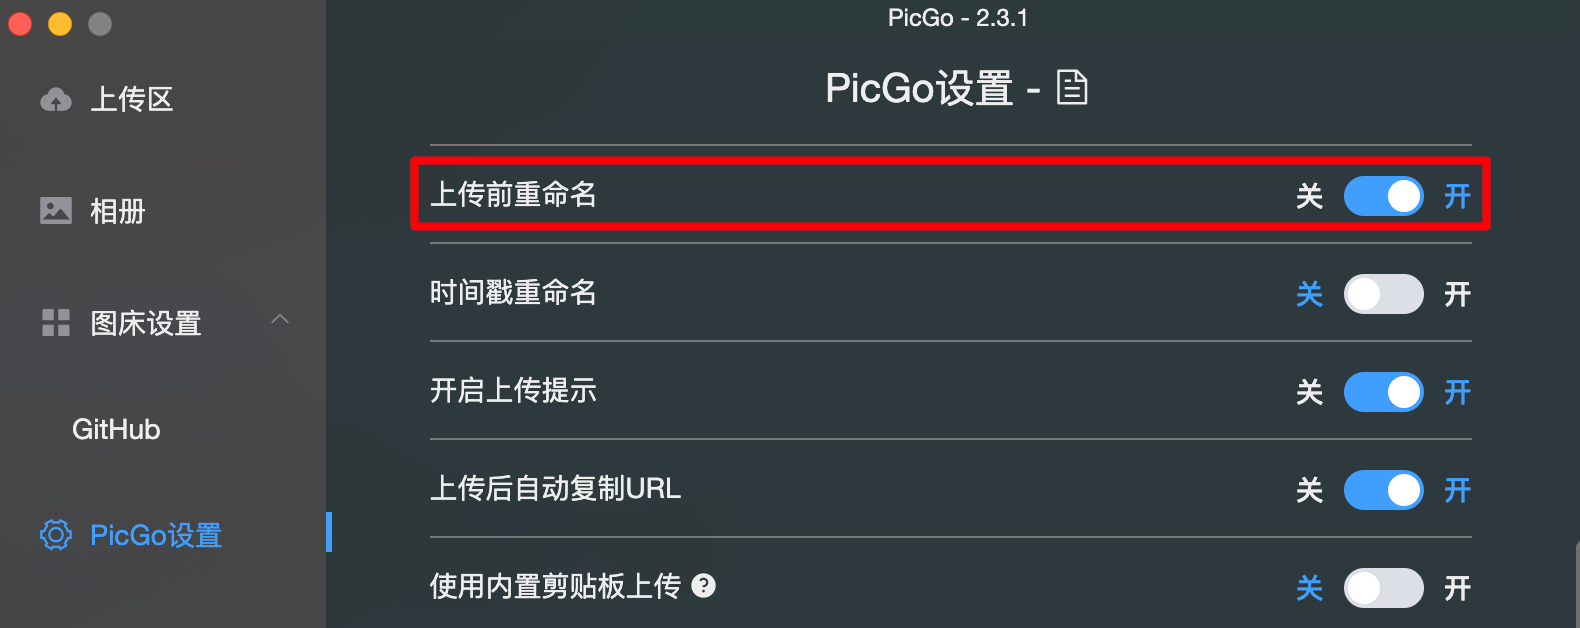 PicGo - 2.3.1
上传区
相册
图床设置
GitHub
PicGo设置
PicGo设置 -
上传前重命名 关 开
时间戳重命名 关 开
开启上传提示 关 开
上传后自动复制URL 关 开
使用内置剪贴板上传 ? 关 开